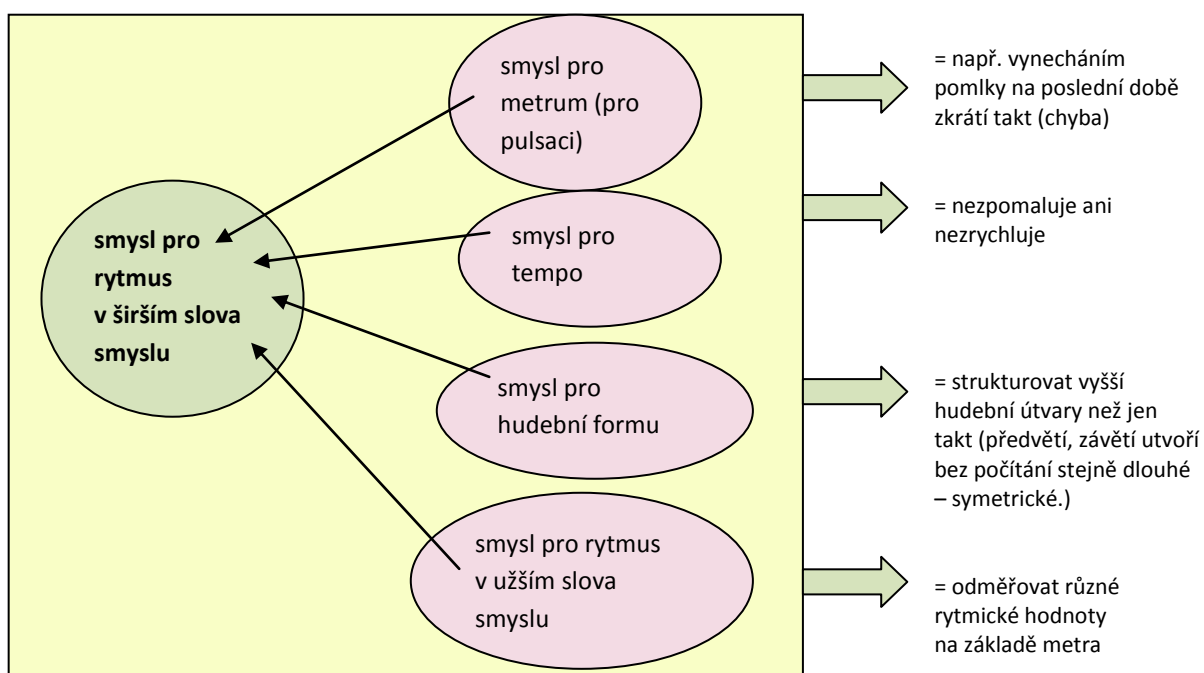 smysl pro
metrum (pro
pulsaci)
= např. vynecháním
pomlky na poslední době
zkrátí takt (chyba)
smysl pro
rytmus
v širším slova
smyslu
smysl pro
tempo
= nezpomaluje ani
nezrychluje
smysl pro
hudební formu
= strukturovat vyšší
hudební útvary než jen
takt (předvětí, závětí utvoří
bez počítání stejně dlouhé
– symetrické.)
smysl pro rytmus
v užším slova
smyslu
= odměřovat různé
rytmické hodnoty
na základě metra